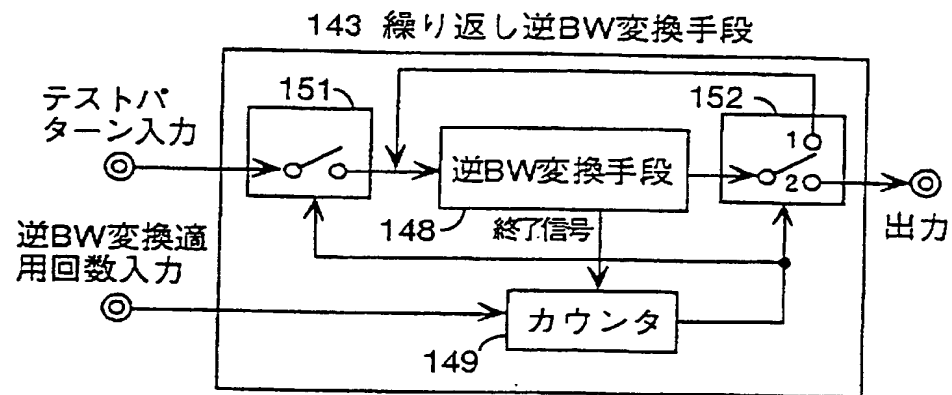 143 繰り返し逆BW変換手段
テストパ
ターン入力
151
152
1
2
逆BW変換手段
148
終了信号
出力
逆BW変換適
用回数入力
カウンタ
149